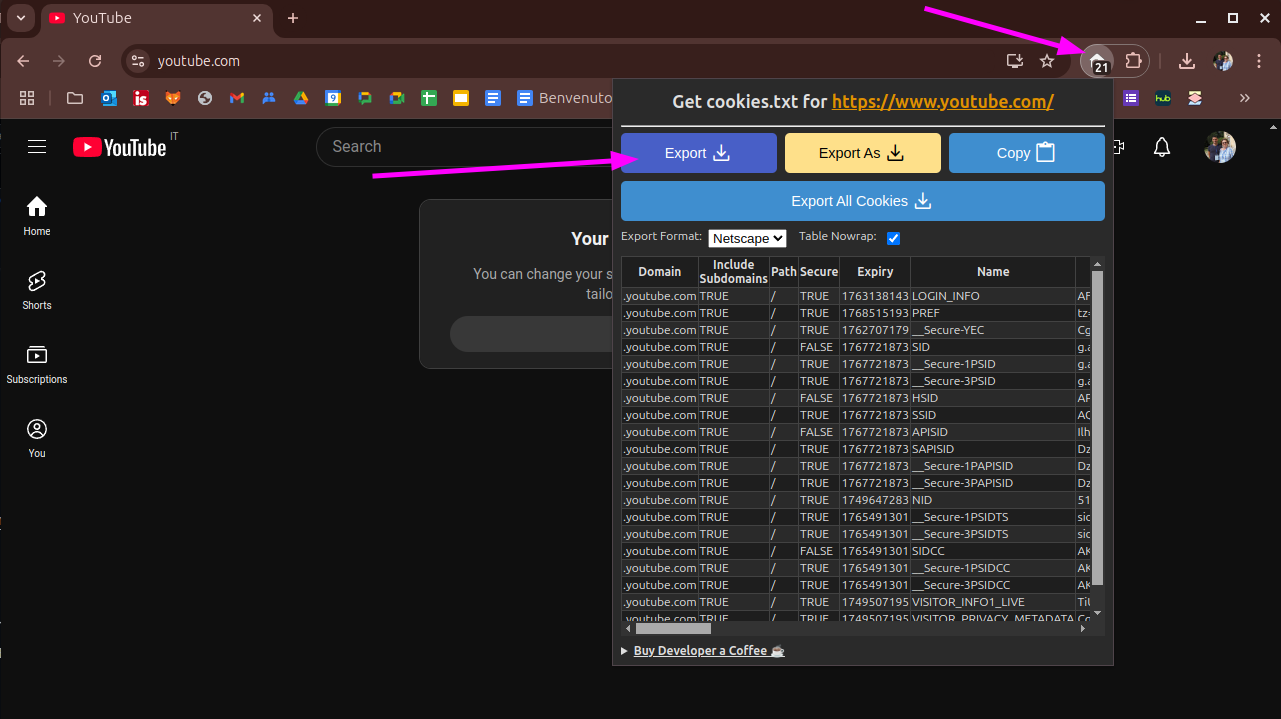 YouTube
youtube.com
21
Benvenuto
YouTube IT
Search
Home
Shorts
Subscriptions
You
Your
You can change your s
tailo
Get cookies.txt for https://www.youtube.com/
Export
Export As
Copy
Export All Cookies
Export Format: Netscape Table Nowrap:
Domain Include Subdomains Path Secure Expiry Name
.youtube.com TRUE / TRUE 1763138143 LOGIN_INFO AF
.youtube.com TRUE / TRUE 1768515193 PREF tz=
.youtube.com TRUE / TRUE 1762707179 __Secure-YEC Cg
.youtube.com TRUE / FALSE 1767721873 SID g.a
.youtube.com TRUE / TRUE 1767721873 __Secure-1PSID g.a
.youtube.com TRUE / TRUE 1767721873 __Secure-3PSID g.a
.youtube.com TRUE / FALSE 1767721873 HSID AF
.youtube.com TRUE / TRUE 1767721873 SSID AC
.youtube.com TRUE / FALSE 1767721873 APISID Ilh
.youtube.com TRUE / TRUE 1767721873 SAPISID Dz
.youtube.com TRUE / TRUE 1767721873 __Secure-1PAPISID Dz
.youtube.com TRUE / TRUE 1767721873 __Secure-3PAPISID Dz
.youtube.com TRUE / TRUE 1749647283 NID 51
.youtube.com TRUE / TRUE 1765491301 __Secure-1PSIDTS sid
.youtube.com TRUE / TRUE 1765491301 __Secure-3PSIDTS sid
.youtube.com TRUE / FALSE 1765491301 SIDCC AK
.youtube.com TRUE / TRUE 1765491301 __Secure-1PSIDCC AK
.youtube.com TRUE / TRUE 1765491301 __Secure-3PSIDCC AK
.youtube.com TRUE / TRUE 1749507195 VISITOR_INFO1_LIVE TiU
.youtube.com TRUE / TRUE 1749507195 VISITOR_PRIVACY_METADATA Cg
Buy Developer a Coffee ☕